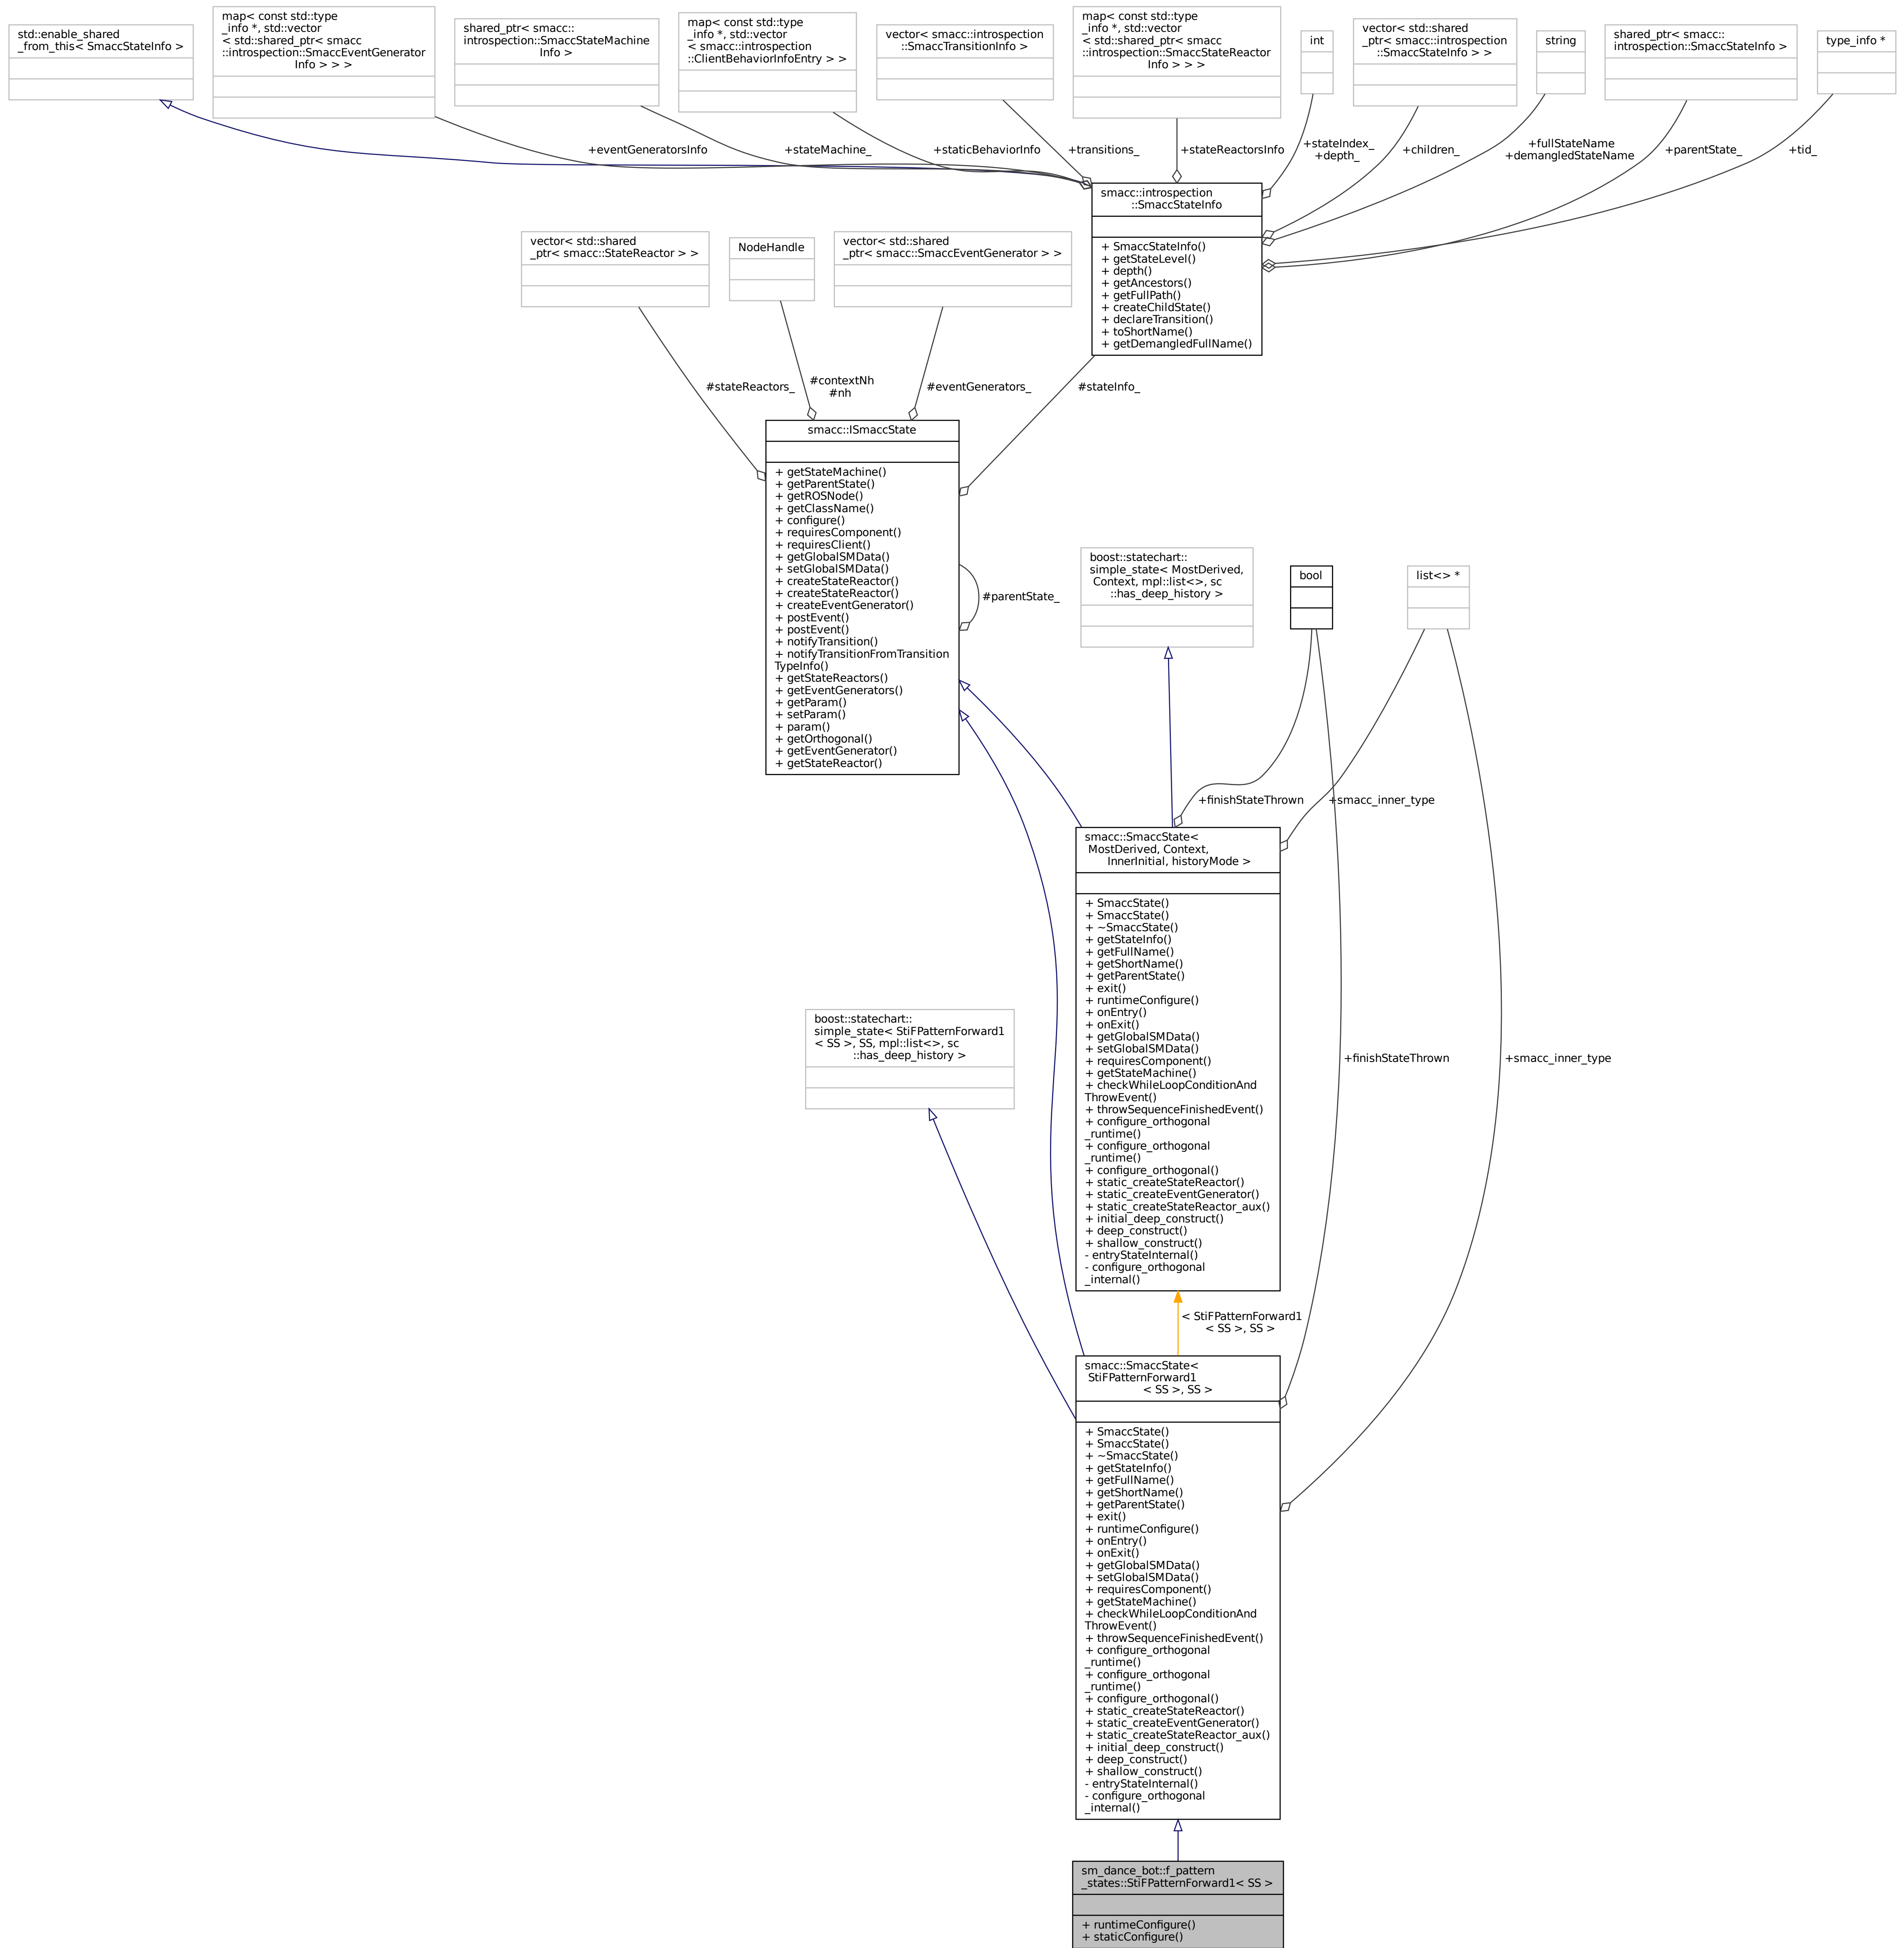 std::enable_shared
_from_this< SmaccStateInfo >
map< const std::type
_info *, std::vector
< std::shared_ptr< smacc
::introspection::SmaccEventGenerator
Info > > >
shared_ptr< smacc::
introspection::SmaccStateMachine
Info >
map< const std::type
_info *, std::vector
< smacc::introspection
::ClientBehaviorInfoEntry > >
vector< smacc::introspection
::SmaccTransitionInfo >
map< const std::type
_info *, std::vector
< std::shared_ptr< smacc
::introspection::SmaccStateReactor
Info > > >
int
vector< std::shared
_ptr< smacc::introspection
::SmaccStateInfo > >
string
shared_ptr< smacc::
introspection::SmaccStateInfo >
type_info *
+eventGeneratorsInfo
+stateMachine_
+staticBehaviorInfo
+transitions_
+stateReactorsInfo
+stateIndex_
+depth_
+children_
+fullStateName
+demangledStateName
+parentState_
+tid_
smacc::introspection
::SmaccStateInfo
+ SmaccStateInfo()
+ getStateLevel()
+ depth()
+ getAncestors()
+ getFullPath()
+ createChildState()
+ declareTransition()
+ toShortName()
+ getDemangledFullName()
vector< std::shared
_ptr< smacc::StateReactor > >
NodeHandle
vector< std::shared
_ptr< smacc::SmaccEventGenerator > >
#stateReactors_
#contextNh
#nh
#eventGenerators_
#stateInfo_
smacc::ISmaccState
+ getStateMachine()
+ getParentState()
+ getROSNode()
+ getClassName()
+ configure()
+ requiresComponent()
+ requiresClient()
+ getGlobalSMData()
+ setGlobalSMData()
+ createStateReactor()
+ createStateReactor()
+ createEventGenerator()
+ postEvent()
+ postEvent()
+ notifyTransition()
+ notifyTransitionFromTransition
TypeInfo()
+ getStateReactors()
+ getEventGenerators()
+ getParam()
+ setParam()
+ param()
+ getOrthogonal()
+ getEventGenerator()
+ getStateReactor()
#parentState_
boost::statechart::
simple_state< MostDerived,
Context, mpl::list<>, sc
::has_deep_history >
bool
list<> *
+finishStateThrown
+smacc_inner_type
smacc::SmaccState<
MostDerived, Context,
InnerInitial, historyMode >
+ SmaccState()
+ SmaccState()
+ ~SmaccState()
+ getStateInfo()
+ getFullName()
+ getShortName()
+ getParentState()
+ exit()
+ runtimeConfigure()
+ onEntry()
+ onExit()
+ getGlobalSMData()
+ setGlobalSMData()
+ requiresComponent()
+ getStateMachine()
+ checkWhileLoopConditionAnd
ThrowEvent()
+ throwSequenceFinishedEvent()
+ configure_orthogonal
_runtime()
+ configure_orthogonal
_runtime()
+ configure_orthogonal()
+ static_createStateReactor()
+ static_createEventGenerator()
+ static_createStateReactor_aux()
+ initial_deep_construct()
+ deep_construct()
+ shallow_construct()
- entryStateInternal()
- configure_orthogonal
_internal()
boost::statechart::
simple_state< StiFPatternForward1
< SS >, SS, mpl::list<>, sc
::has_deep_history >
+finishStateThrown
+smacc_inner_type
< StiFPatternForward1
< SS >, SS >
smacc::SmaccState<
StiFPatternForward1
< SS >, SS >
+ SmaccState()
+ SmaccState()
+ ~SmaccState()
+ getStateInfo()
+ getFullName()
+ getShortName()
+ getParentState()
+ exit()
+ runtimeConfigure()
+ onEntry()
+ onExit()
+ getGlobalSMData()
+ setGlobalSMData()
+ requiresComponent()
+ getStateMachine()
+ checkWhileLoopConditionAnd
ThrowEvent()
+ throwSequenceFinishedEvent()
+ configure_orthogonal
_runtime()
+ configure_orthogonal
_runtime()
+ configure_orthogonal()
+ static_createStateReactor()
+ static_createEventGenerator()
+ static_createStateReactor_aux()
+ initial_deep_construct()
+ deep_construct()
+ shallow_construct()
- entryStateInternal()
- configure_orthogonal
_internal()
sm_dance_bot::f_pattern
_states::StiFPatternForward1< SS >
+ runtimeConfigure()
+ staticConfigure()